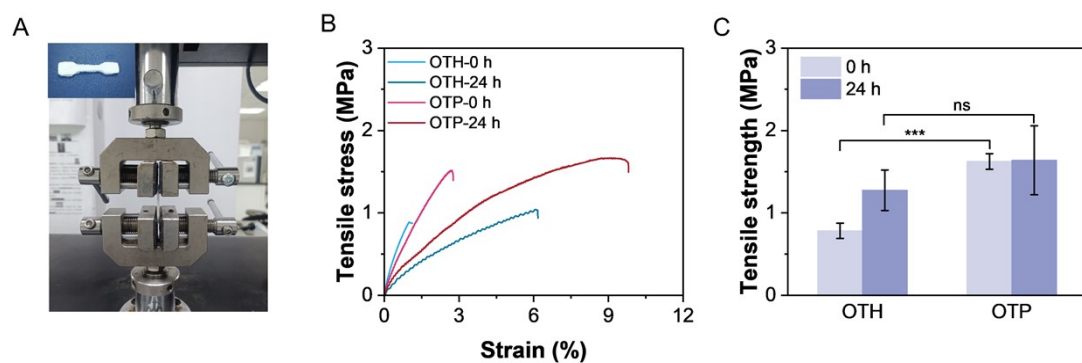 A
B
Tensile stress (MPa)
3
2
1
0
OTH-0 h
OTH-24 h
OTP-0 h
OTP-24 h
0 3 6 9 12
Strain (%)
C
Tensile strength (MPa)
3
2
1
0
0 h
24 h
***
ns
OTH OTP